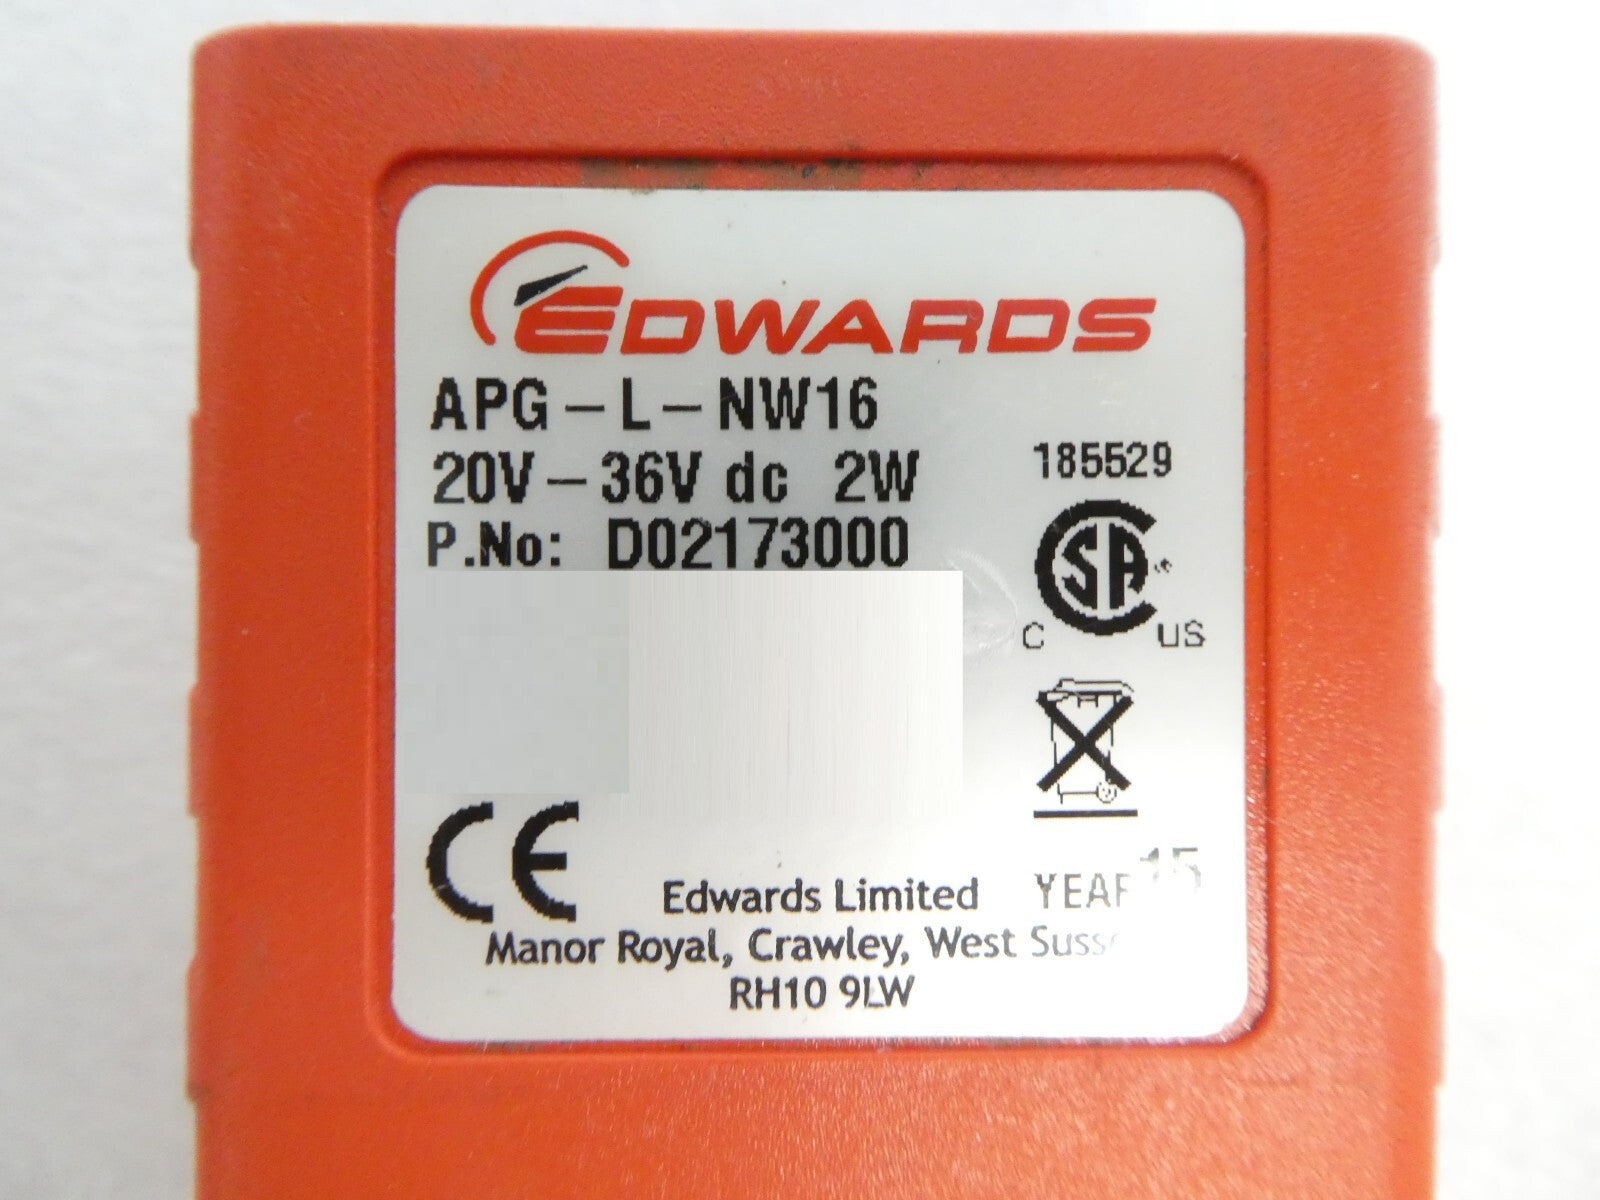 EDWARDS
APG-L-NW16
20V-36V dc 2W
185529
P.No: D02173000
C US
CE
Edwards Limited
15
Manor Royal, Crawley, West
RH10 9LW